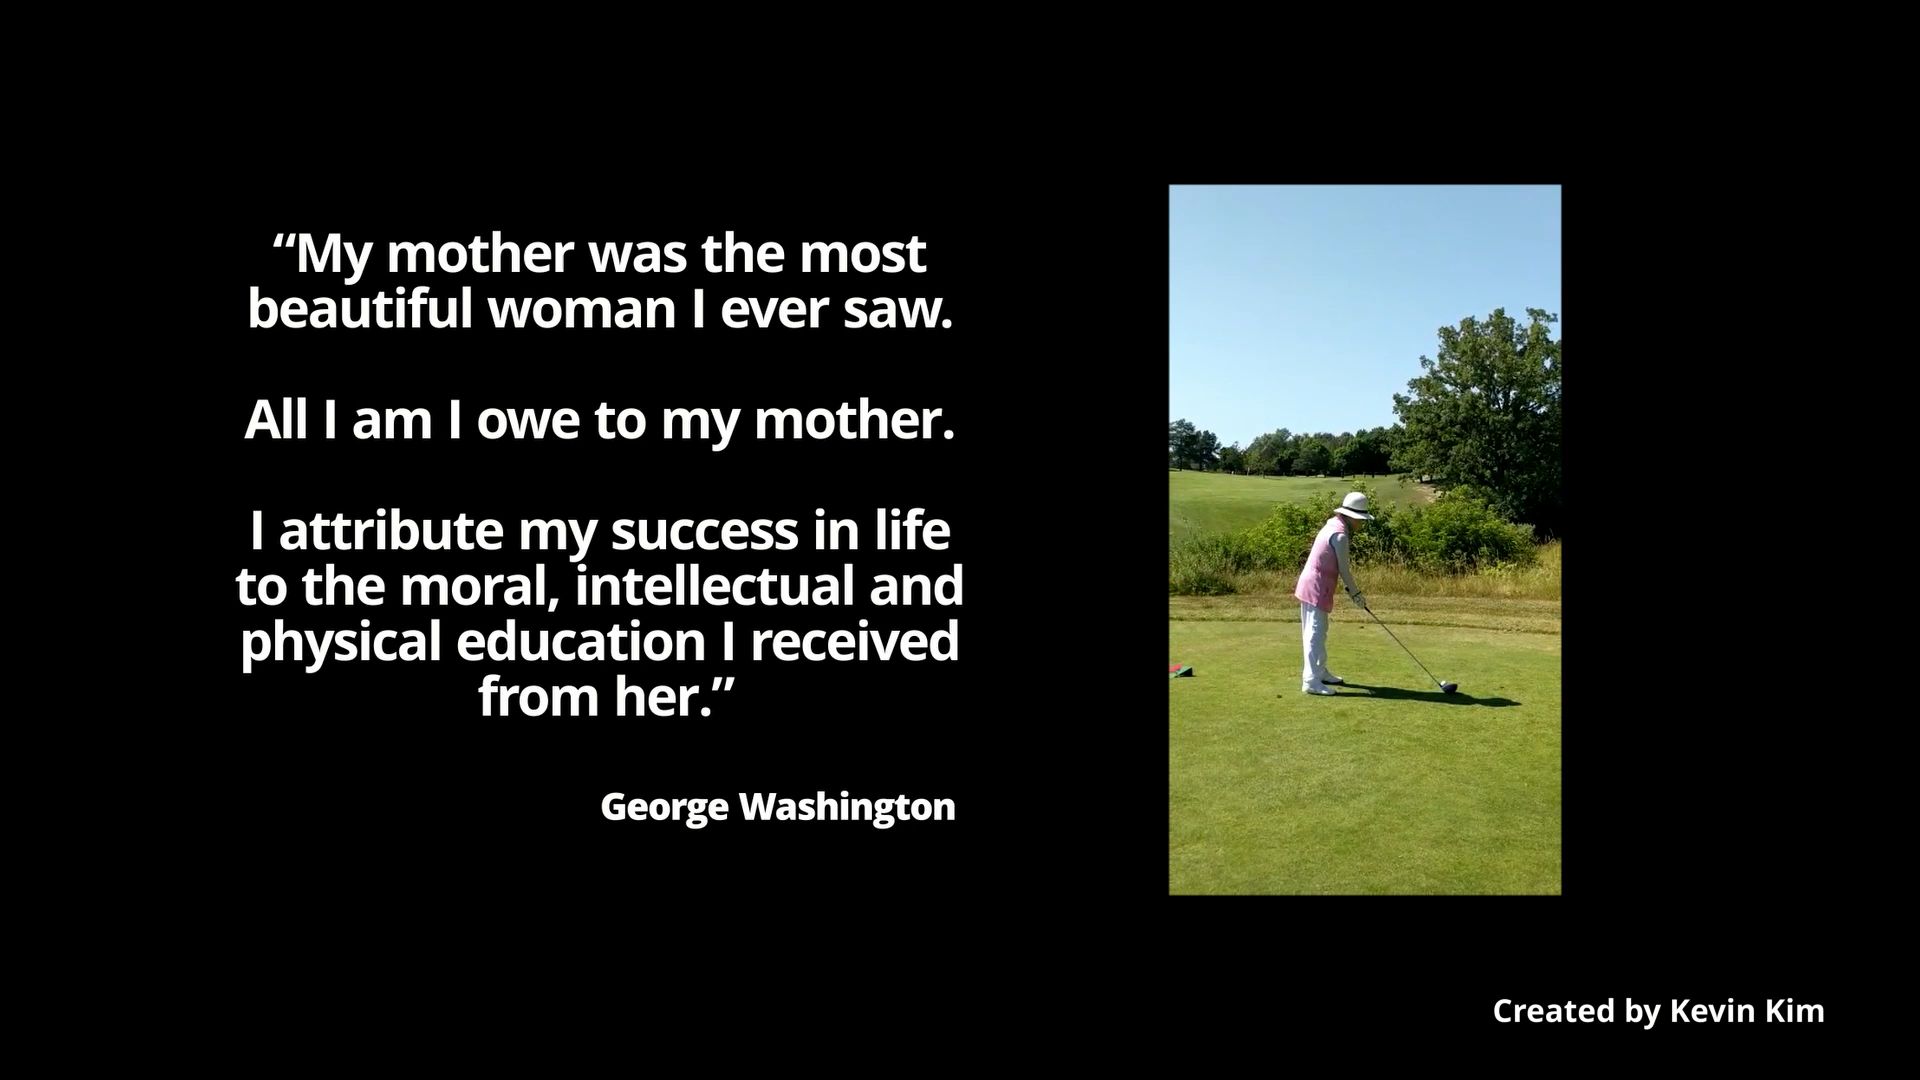 “My mother was the most
beautiful woman I ever saw.
All I am I owe to my mother.
I attribute my success in life
to the moral, intellectual and
physical education I received
from her.”
George Washington
Created by Kevin Kim